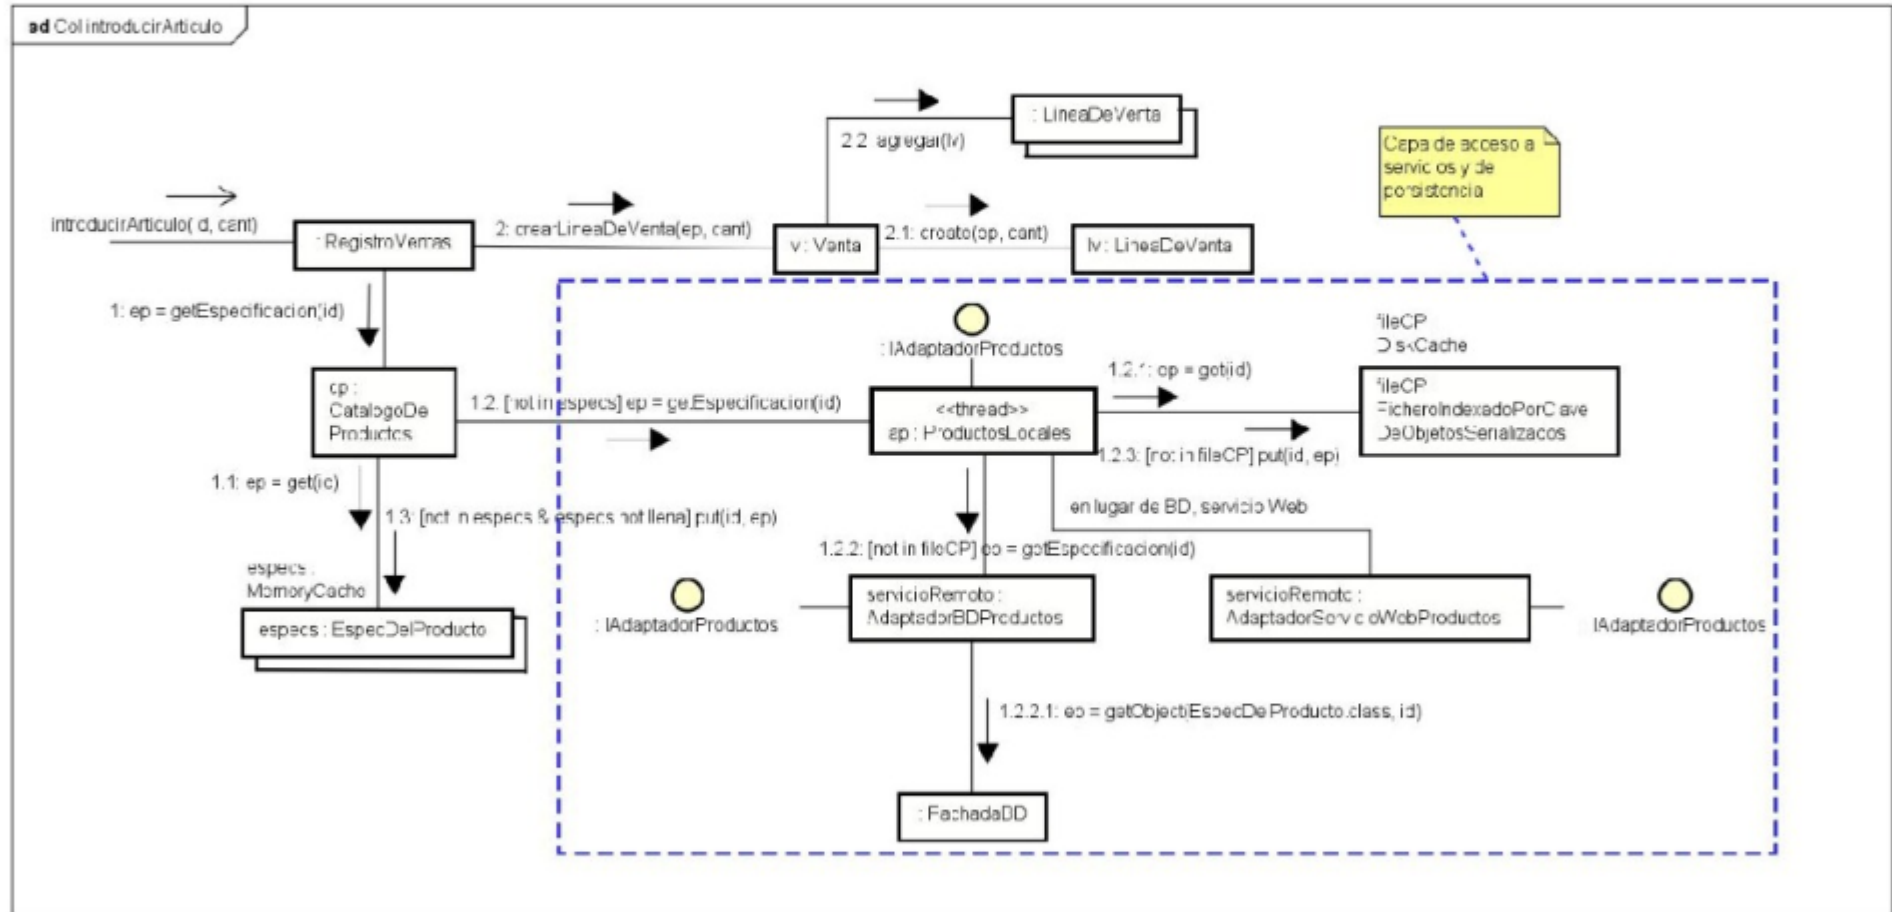 sd Col introducirArticulo
: LineaDeVenta
2.2: agregar(lv)
Capa de acceso a
servicios y de
persistencia
introducirArticulo(id, cant)
: RegistroVentas
2: crearLineaDeVenta(ep, cant)
v : Venta
2.1: create(ep, cant)
lv : LineaDeVenta
1: ep = getEspecificacion(id)
: IAdaptadorProductos
fileCP
DiskCache
cp :
CatalogoDe
Productos
1.2: [not in especs] ep = getEspecificacion(id)
<<thread>>
ap : ProductosLocales
1.2.1: ep = get(id)
fileCP
FicheroIndexadoPorClave
DeObjetosSerializados
1.2.3: [not in fileCP] put(id, ep)
1.1: ep = get(id)
1.3: [not in especs & especs not llena] put(id, ep)
en lugar de BD, servicio Web
1.2.2: [not in fileCP] ep = getEspecificacion(id)
especs :
MemoryCache
especs : EspecDelProducto
: IAdaptadorProductos
servicioRemoto :
AdaptadorBDProductos
servicioRemoto :
AdaptadorServicioWebProductos
IAdaptadorProductos
1.2.2.1: ep = getObject(EspecDelProducto.class, id)
: FachadaBD